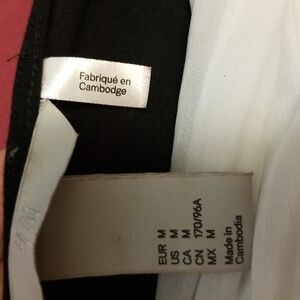 Fabriqué en
Cambodge
EUR M
US M
CA M
CN 170/96A
MX M
Made in
Cambodia